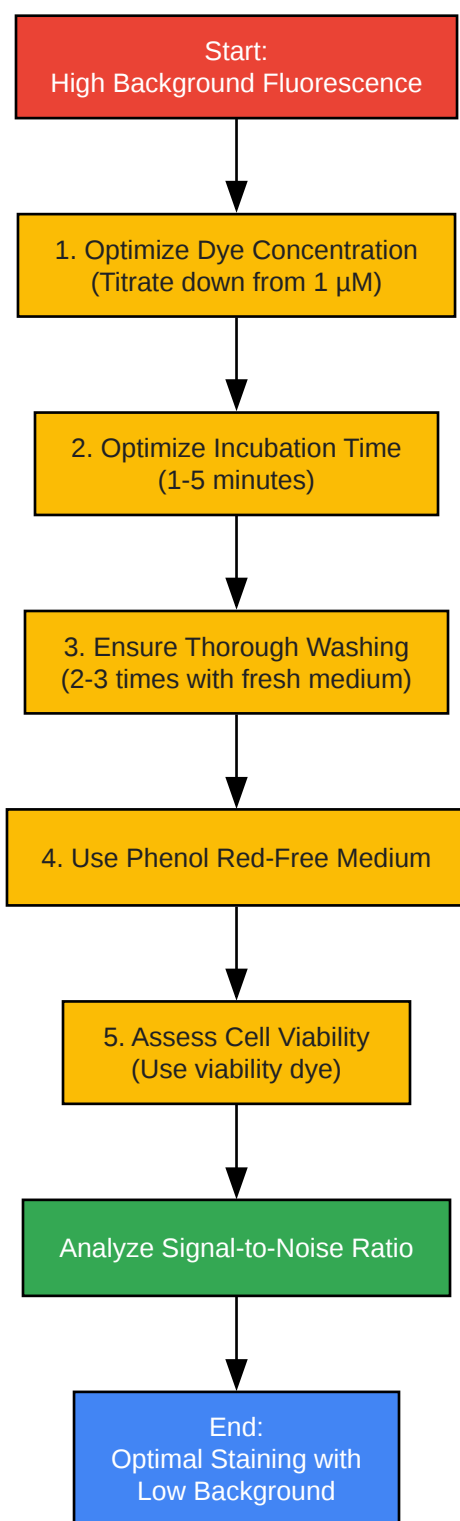 Start:
High Background Fluorescence
1. Optimize Dye Concentration
(Titrate down from 1 µM)
2. Optimize Incubation Time
(1-5 minutes)
3. Ensure Thorough Washing
(2-3 times with fresh medium)
4. Use Phenol Red-Free Medium
5. Assess Cell Viability
(Use viability dye)
Analyze Signal-to-Noise Ratio
End:
Optimal Staining with
Low Background